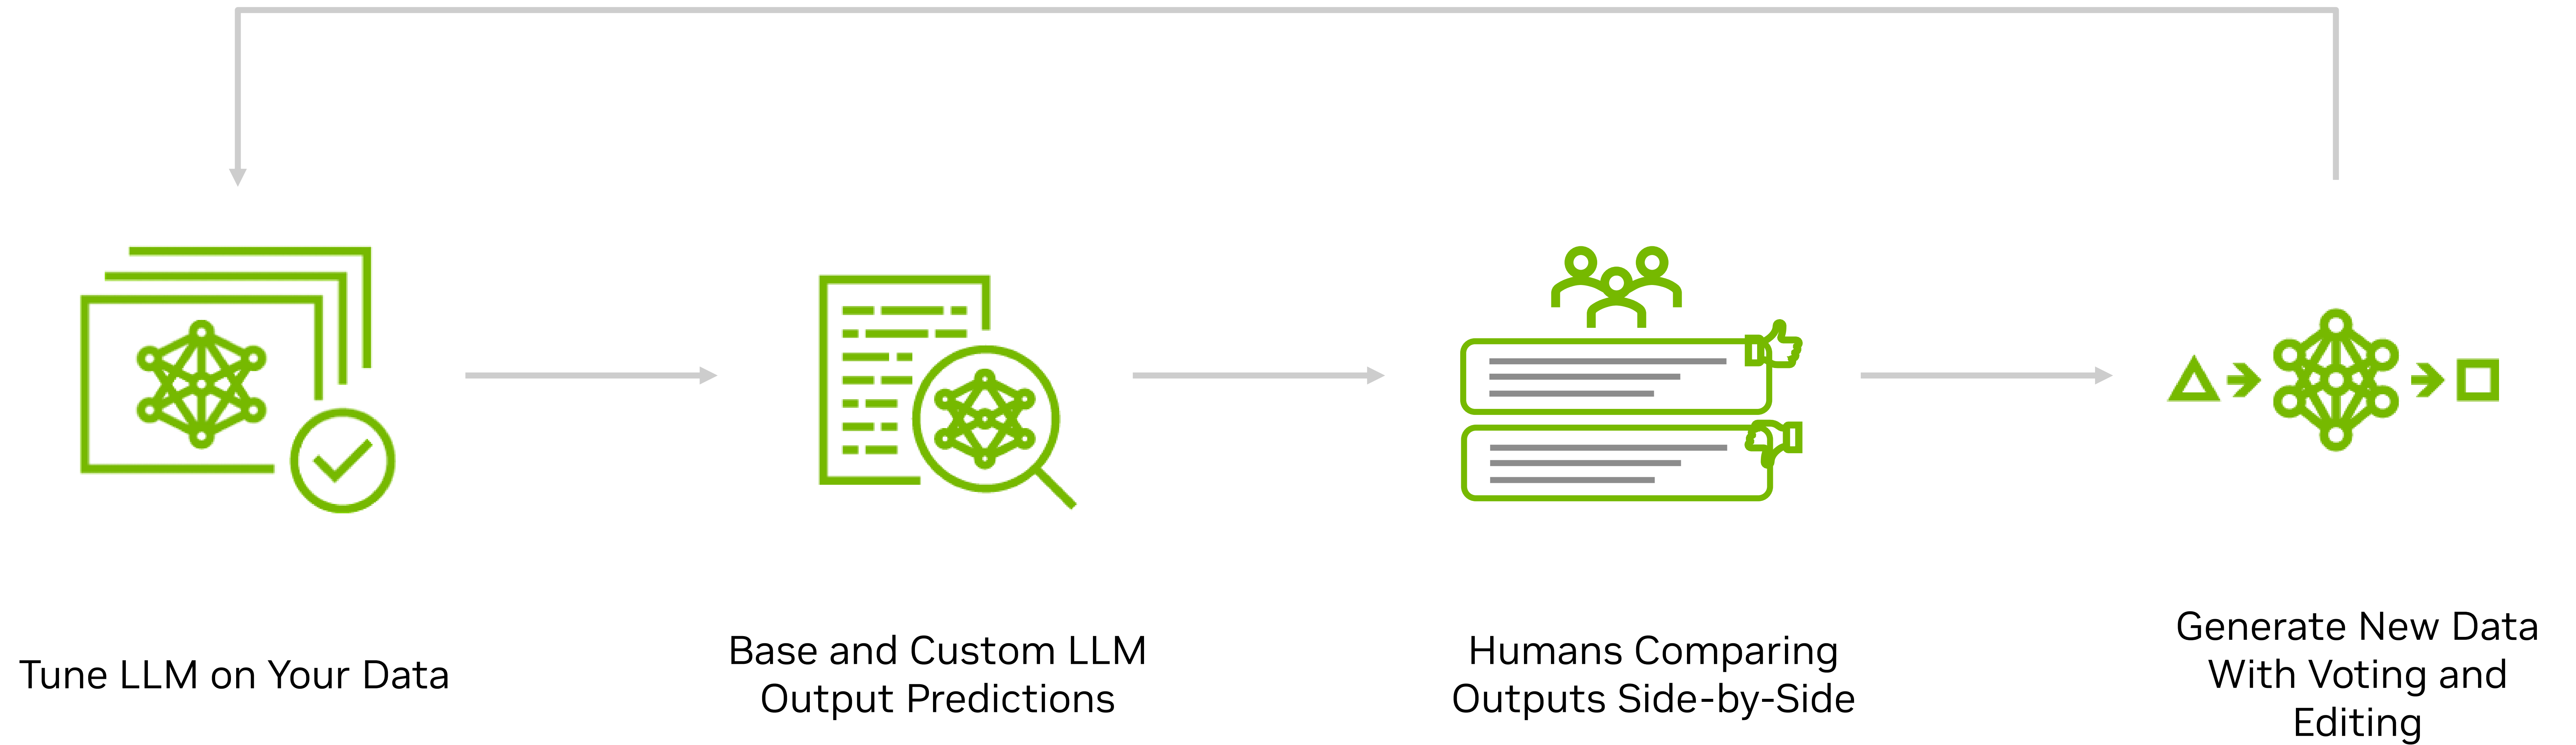 Tune LLM on Your Data
Base and Custom LLM
Output Predictions
Humans Comparing
Outputs Side-by-Side
Generate New Data
With Voting and
Editing